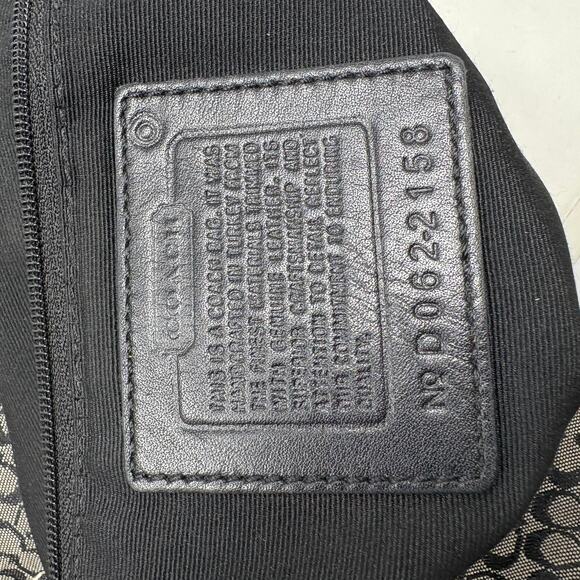 COACH
THIS IS A COACH BAG. IT WAS
HANDCRAFTED IN TURKEY FROM
THE FINEST MATERIALS TRIMMED
WITH GENUINE LEATHER. ITS
SUPERIOR CRAFTSMANSHIP AND
ATTENTION TO DETAIL REFLECT
THE COMMITMENT TO ENDURING
QUALITY.
Nº D062-2158